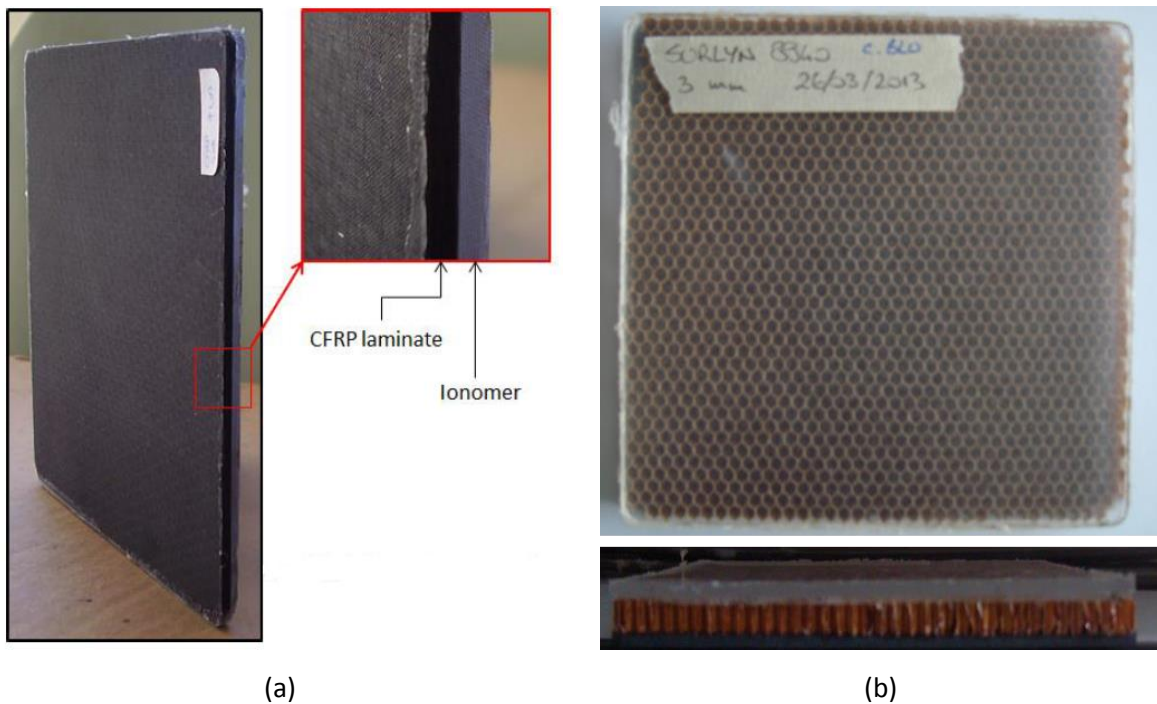 CFRP laminate
Ionomer
SURLYN 8940
3 mm 26/03/2013
(a)
(b)